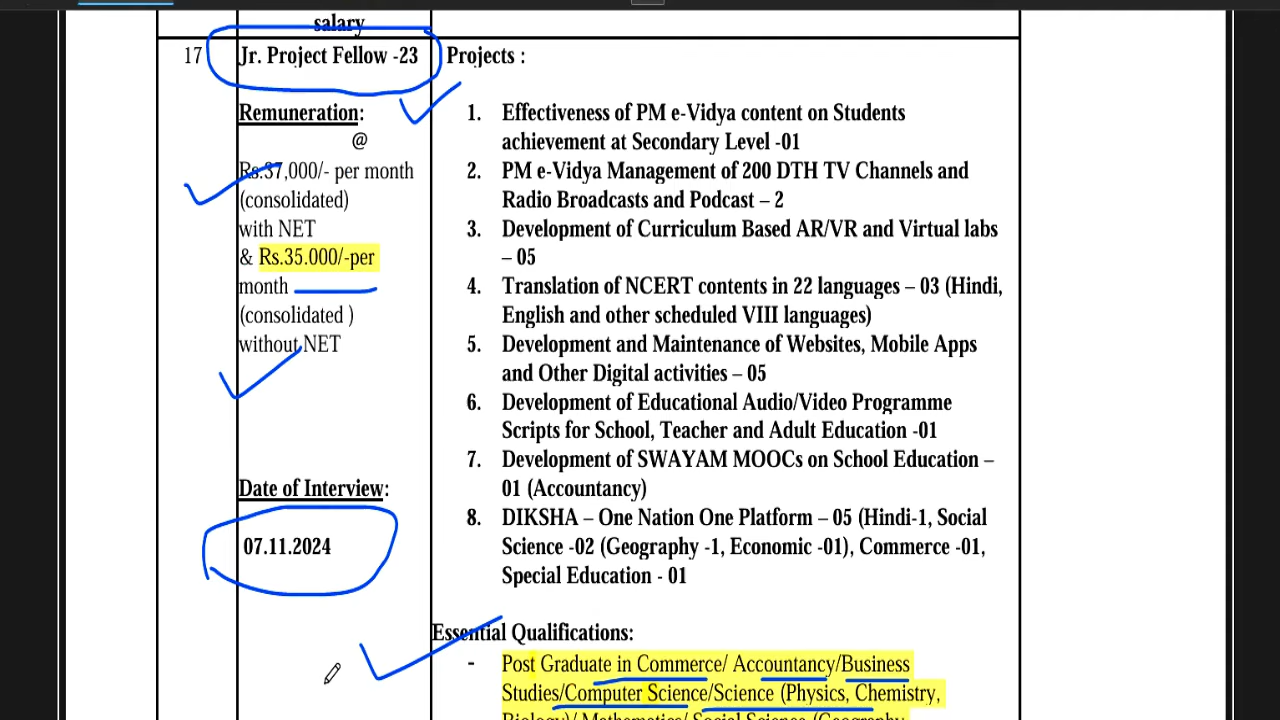 salary
17
Jr. Project Fellow -23
Remuneration:
@
Rs.37,000/- per month
(consolidated)
with NET
& Rs.35.000/-per
month
(consolidated )
without NET
Date of Interview:
07.11.2024
Projects :
1. Effectiveness of PM e-Vidya content on Students
achievement at Secondary Level -01
2. PM e-Vidya Management of 200 DTH TV Channels and
Radio Broadcasts and Podcast – 2
3. Development of Curriculum Based AR/VR and Virtual labs
– 05
4. Translation of NCERT contents in 22 languages – 03 (Hindi,
English and other scheduled VIII languages)
5. Development and Maintenance of Websites, Mobile Apps
and Other Digital activities – 05
6. Development of Educational Audio/Video Programme
Scripts for School, Teacher and Adult Education -01
7. Development of SWAYAM MOOCs on School Education –
01 (Accountancy)
8. DIKSHA – One Nation One Platform – 05 (Hindi-1, Social
Science -02 (Geography -1, Economic -01), Commerce -01,
Special Education - 01
Essential Qualifications:
- Post Graduate in Commerce/ Accountancy/Business
Studies/Computer Science/Science (Physics, Chemistry,
Biology)/ Mathematics/ Social Science (Geography,